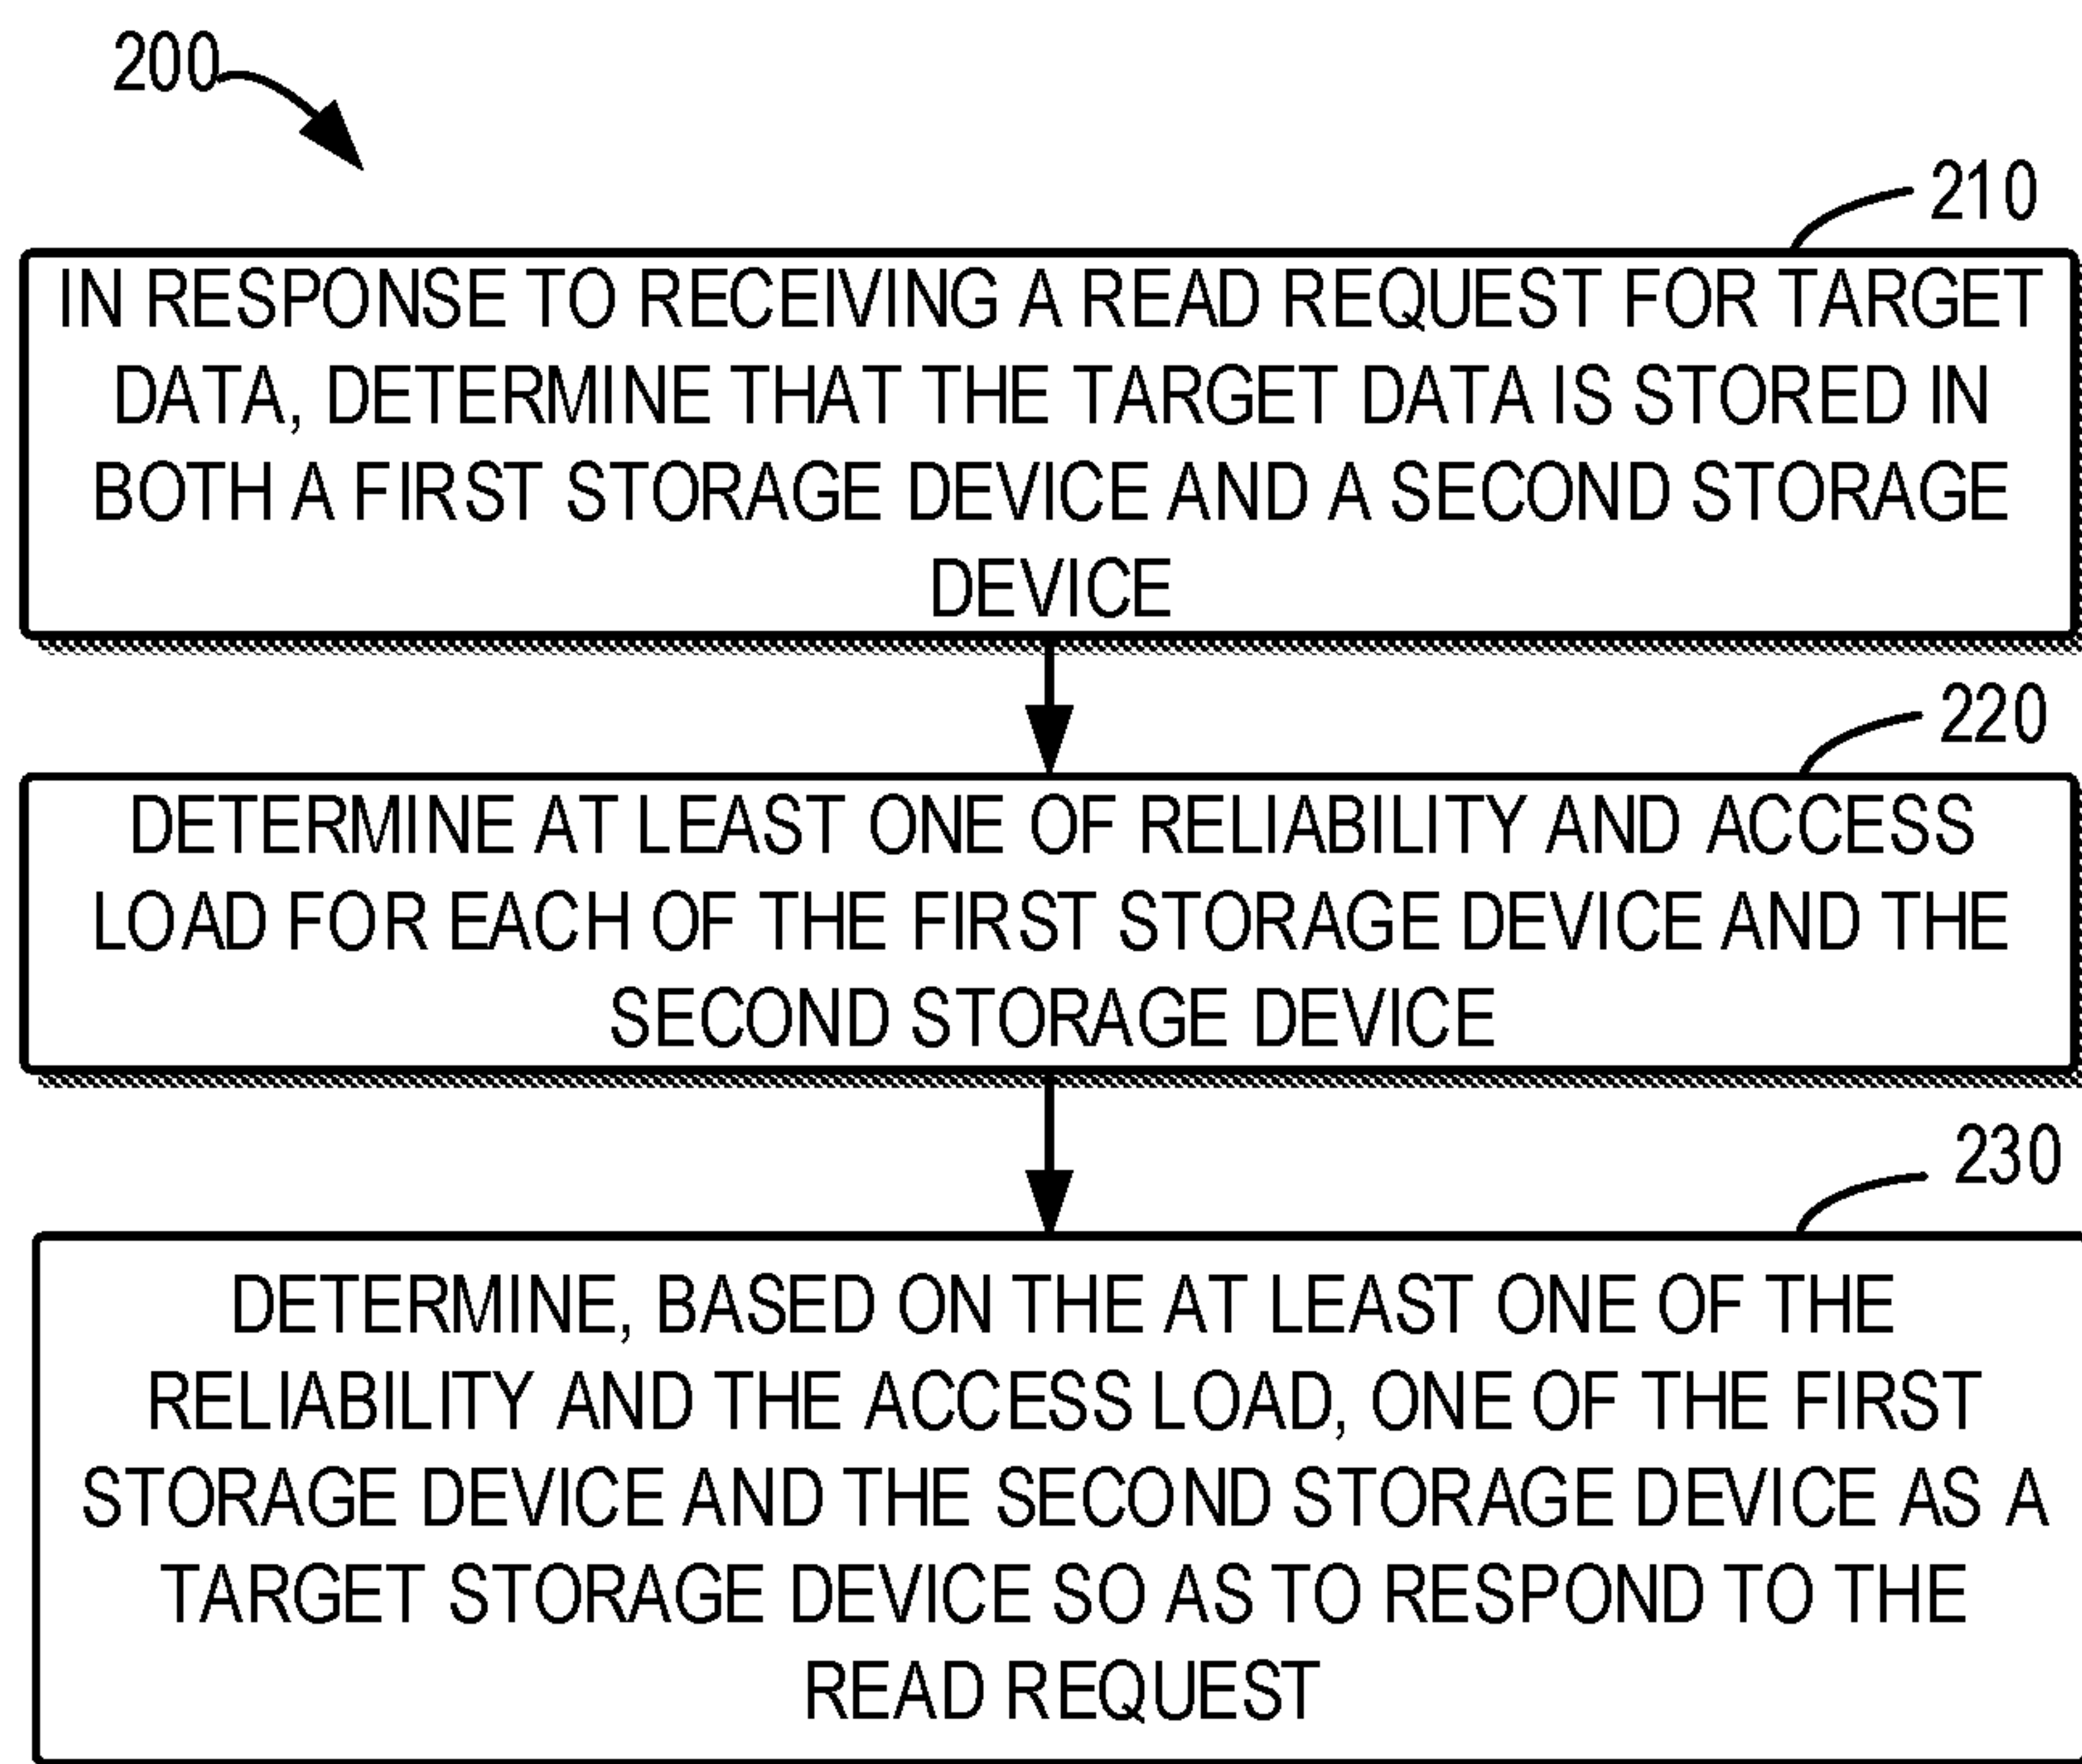 200
210
IN RESPONSE TO RECEIVING A READ REQUEST FOR TARGET
DATA, DETERMINE THAT THE TARGET DATA IS STORED IN
BOTH A FIRST STORAGE DEVICE AND A SECOND STORAGE
DEVICE
220
DETERMINE AT LEAST ONE OF RELIABILITY AND ACCESS
LOAD FOR EACH OF THE FIRST STORAGE DEVICE AND THE
SECOND STORAGE DEVICE
230
DETERMINE, BASED ON THE AT LEAST ONE OF THE
RELIABILITY AND THE ACCESS LOAD, ONE OF THE FIRST
STORAGE DEVICE AND THE SECOND STORAGE DEVICE AS A
TARGET STORAGE DEVICE SO AS TO RESPOND TO THE
READ REQUEST